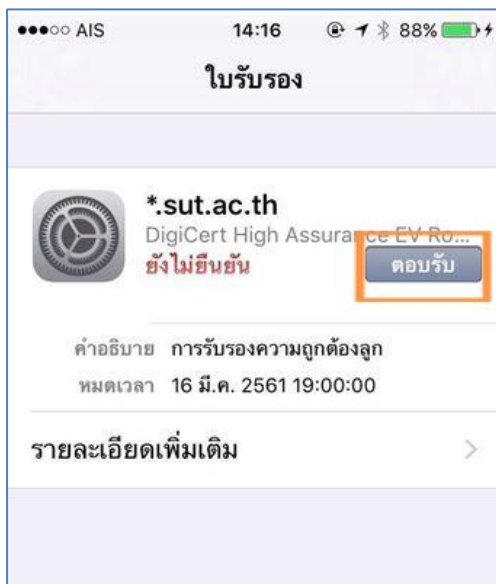 AIS 14:16 88%
ใบรับรอง
*.sut.ac.th
DigiCert High Assurance EV Ro...
ยังไม่ยืนยัน ตอบรับ
คำอธิบาย การรับรองความถูกต้องลูก
หมดเวลา 16 มี.ค. 2561 19:00:00
รายละเอียดเพิ่มเติม